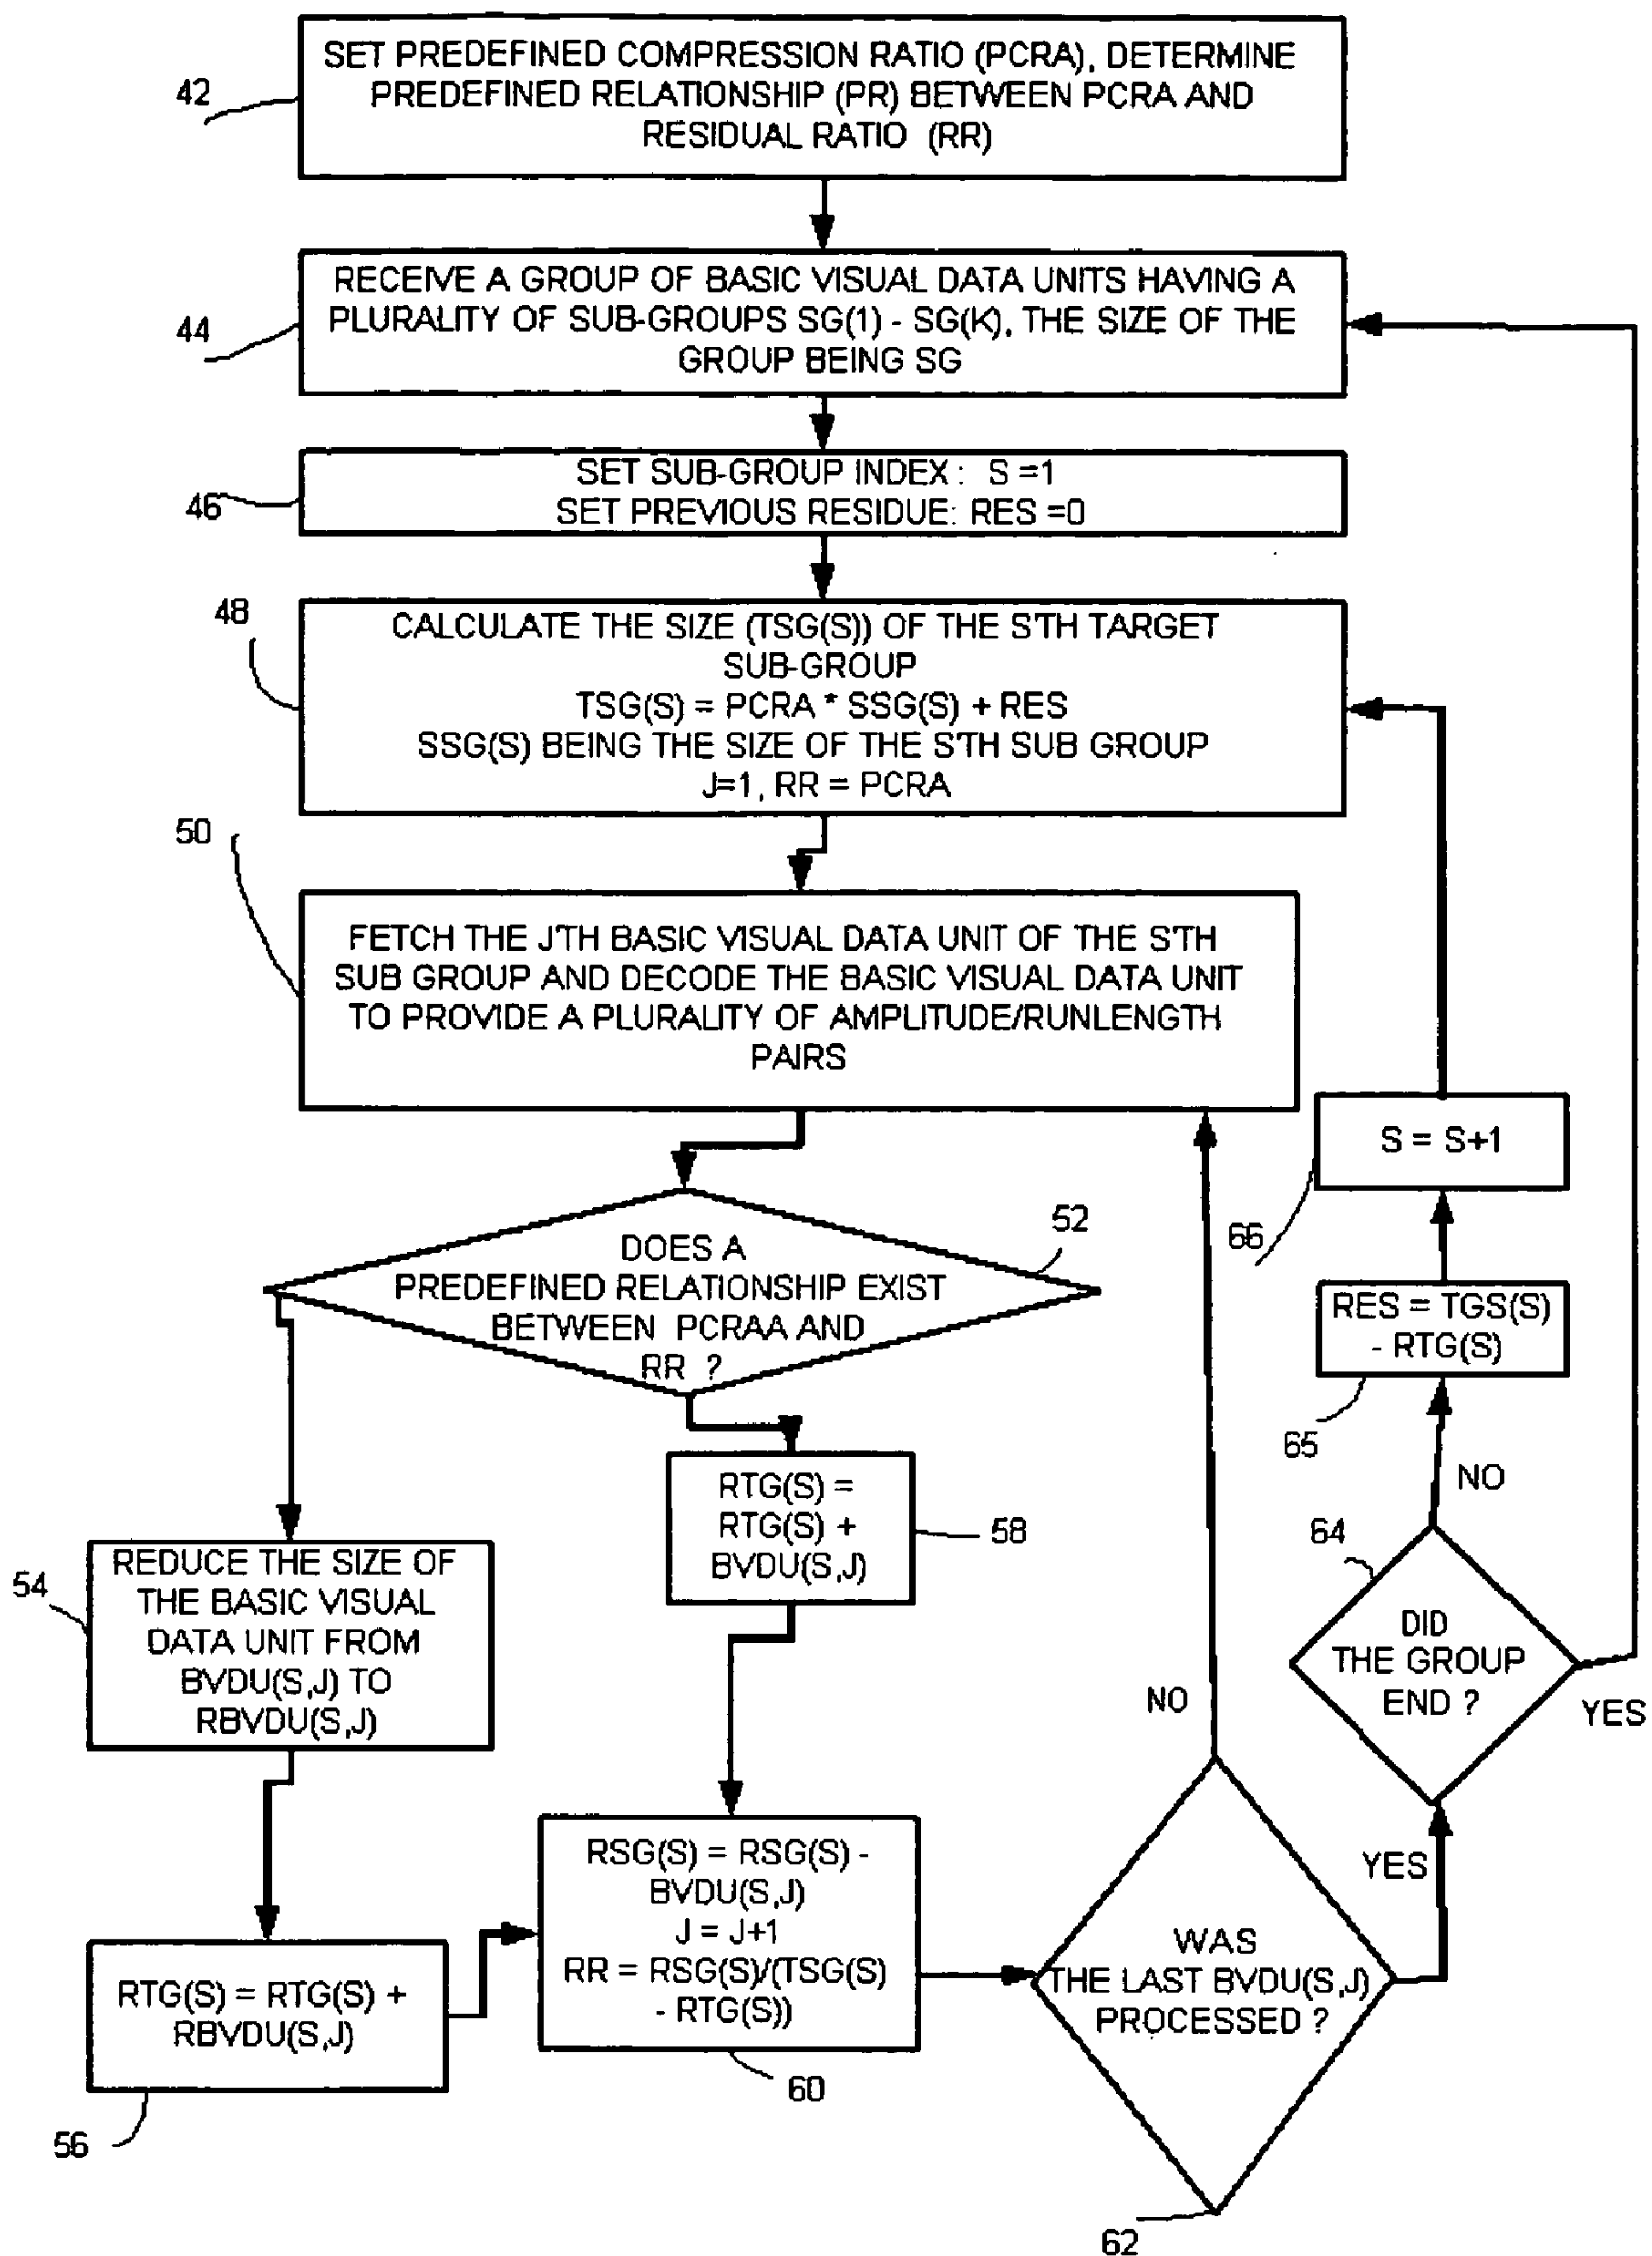 SET PREDEFINED COMPRESSION RATIO (PCRA), DETERMINE
PREDEFINED RELATIONSHIP (PR) BETWEEN PCRA AND
RESIDUAL RATIO (RR)
42
RECEIVE A GROUP OF BASIC VISUAL DATA UNITS HAVING A
PLURALITY OF SUB-GROUPS SG(1) - SG(K), THE SIZE OF THE
GROUP BEING SG
44
SET SUB-GROUP INDEX: S =1
SET PREVIOUS RESIDUE: RES =0
46
48
CALCULATE THE SIZE (TSG(S)) OF THE S'TH TARGET
SUB-GROUP
TSG(S) = PCRA * SSG(S) + RES
SSG(S) BEING THE SIZE OF THE S'TH SUB GROUP
J=1, RR = PCRA
50
FETCH THE J'TH BASIC VISUAL DATA UNIT OF THE S'TH
SUB GROUP AND DECODE THE BASIC VISUAL DATA UNIT
TO PROVIDE A PLURALITY OF AMPLITUDE/RUNLENGTH
PAIRS
S = S+1
66
52
DOES A
PREDEFINED RELATIONSHIP EXIST
BETWEEN PCRAA AND
RR ?
RES = TGS(S)
- RTG(S)
65
NO
RTG(S) =
RTG(S) +
BVDU(S,J)
58
64
DID
THE GROUP
END ?
YES
54
REDUCE THE SIZE OF
THE BASIC VISUAL
DATA UNIT FROM
BVDU(S,J) TO
RBVDU(S,J)
NO
YES
RSG(S) = RSG(S) -
BVDU(S,J)
J = J+1
RR = RSG(S)/(TSG(S)
- RTG(S))
60
WAS
THE LAST BVDU(S,J)
PROCESSED ?
62
RTG(S) = RTG(S) +
RBVDU(S,J)
56